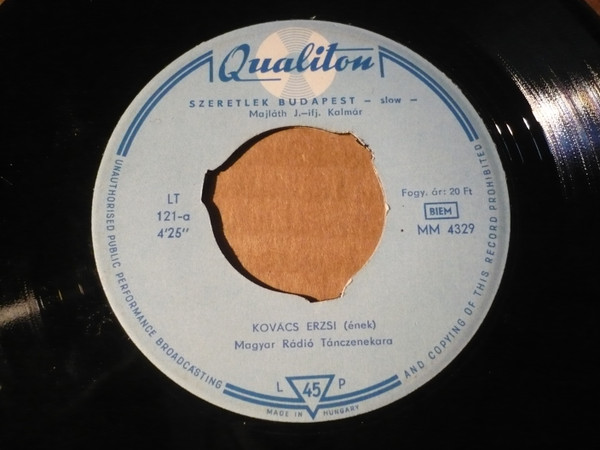 Qualiton
SZERETLEK BUDAPEST – slow –
Majláth J.–ifj. Kalmár
LT
121-a
4'25"
Fogy. ár: 20 Ft
BIEM
MM 4329
KOVÁCS ERZSI (ének)
Magyar Rádió Tánczenekara
L 45 P
MADE IN HUNGARY
UNAUTHORISED PUBLIC PERFORMANCE BROADCASTING AND COPYING OF THIS RECORD PROHIBITED